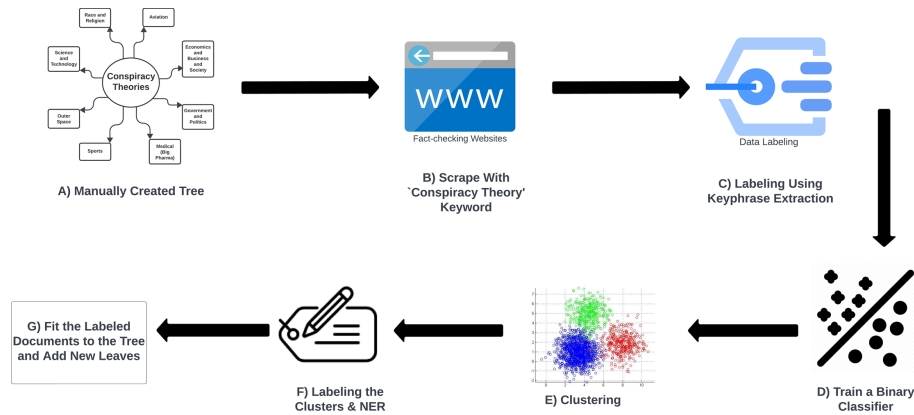 Race and
Religion
Aviation
Science
and
Technology
Economics
and
Business
and
Society
Conspiracy
Theories
Outer
Space
Government
and
Politics
Sports
Medical
(Big
Pharma)
A) Manually Created Tree
WWW
Fact-checking Websites
B) Scrape With
`Conspiracy Theory'
Keyword
Data Labeling
C) Labeling Using
Keyphrase Extraction
D) Train a Binary
Classifier
E) Clustering
F) Labeling the
Clusters & NER
G) Fit the Labeled
Documents to the Tree
and Add New Leaves